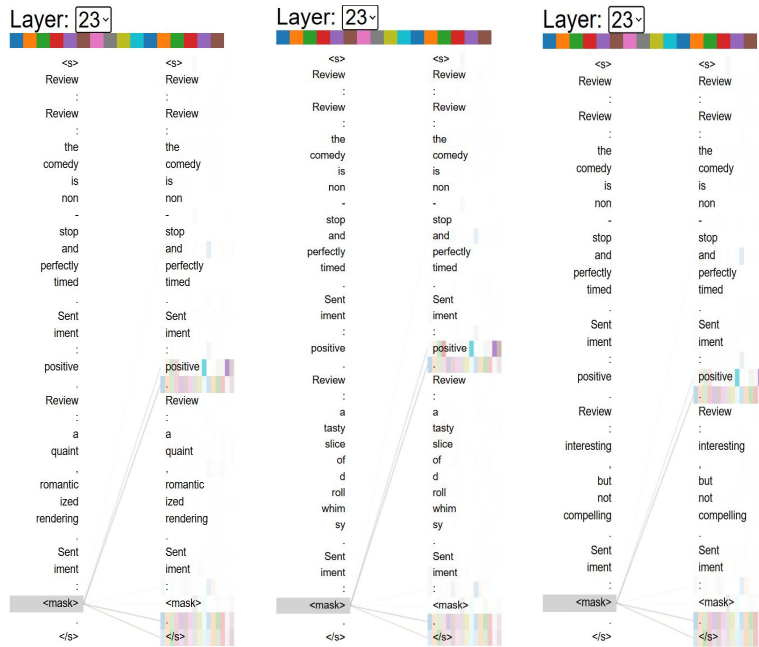 Layer: 23
<s> <s>
Review Review
: :
Review Review
: :
the the
comedy comedy
is is
non non
- -
stop stop
and and
perfectly perfectly
timed timed
. .
Sent Sent
iment iment
: :
positive positive
. .
Review Review
: :
a a
quaint quaint
, ,
romantic romantic
ized ized
rendering rendering
. .
Sent Sent
iment iment
: :
<mask> <mask>
. .
</s> </s>
Layer: 23
<s> <s>
Review Review
: :
Review Review
: :
the the
comedy comedy
is is
non non
- -
stop stop
and and
perfectly perfectly
timed timed
. .
Sent Sent
iment iment
: :
positive positive
. .
Review Review
: :
a a
tasty tasty
slice slice
of of
d d
roll roll
whim whim
sy sy
. .
Sent Sent
iment iment
: :
<mask> <mask>
. .
</s> </s>
Layer: 23
<s> <s>
Review Review
: :
Review Review
: :
the the
comedy comedy
is is
non non
- -
stop stop
and and
perfectly perfectly
timed timed
. .
Sent Sent
iment iment
: :
positive positive
. .
Review Review
: :
interesting interesting
, ,
but but
not not
compelling compelling
. .
Sent Sent
iment iment
: :
<mask> <mask>
. .
</s> </s>